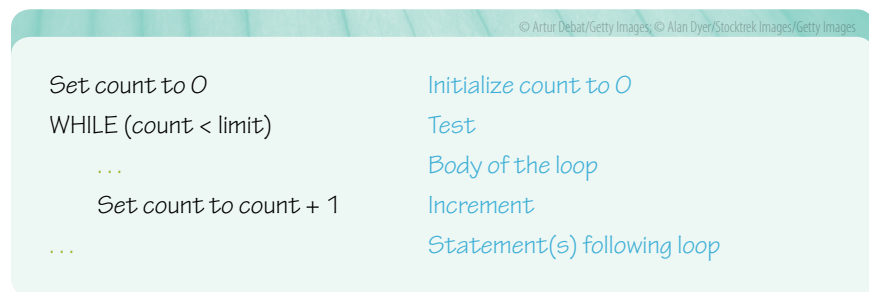 © Artur Debat/Getty Images; © Alan Dyer/Stocktrek Images/Getty Images
Set count to 0 Initialize count to 0
WHILE (count < limit) Test
... Body of the loop
Set count to count + 1 Increment
... Statement(s) following loop